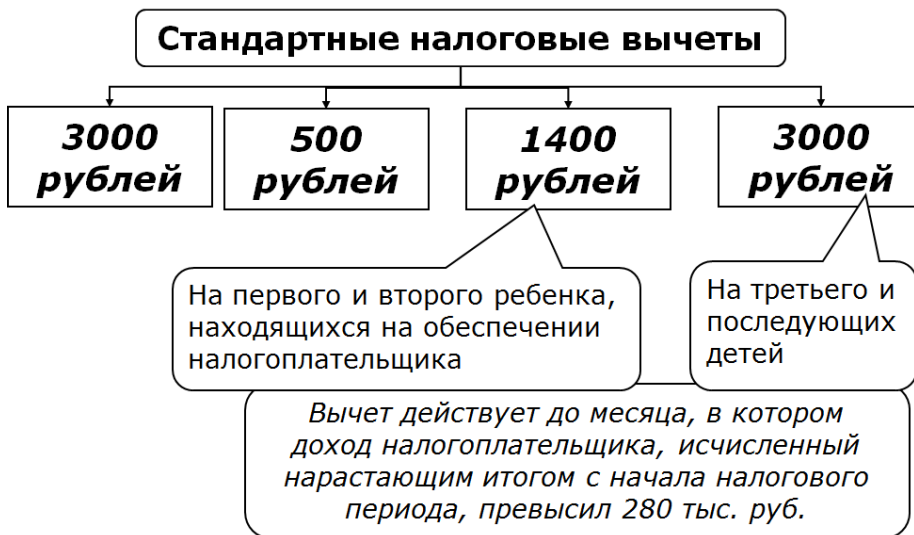 Стандартные налоговые вычеты
3000
рублей
500
рублей
1400
рублей
3000
рублей
На первого и второго ребенка,
находящихся на обеспечении
налогоплательщика
На третьего и
последующих
детей
Вычет действует до месяца, в котором
доход налогоплательщика, исчисленный
нарастающим итогом с начала налогового
периода, превысил 280 тыс. руб.